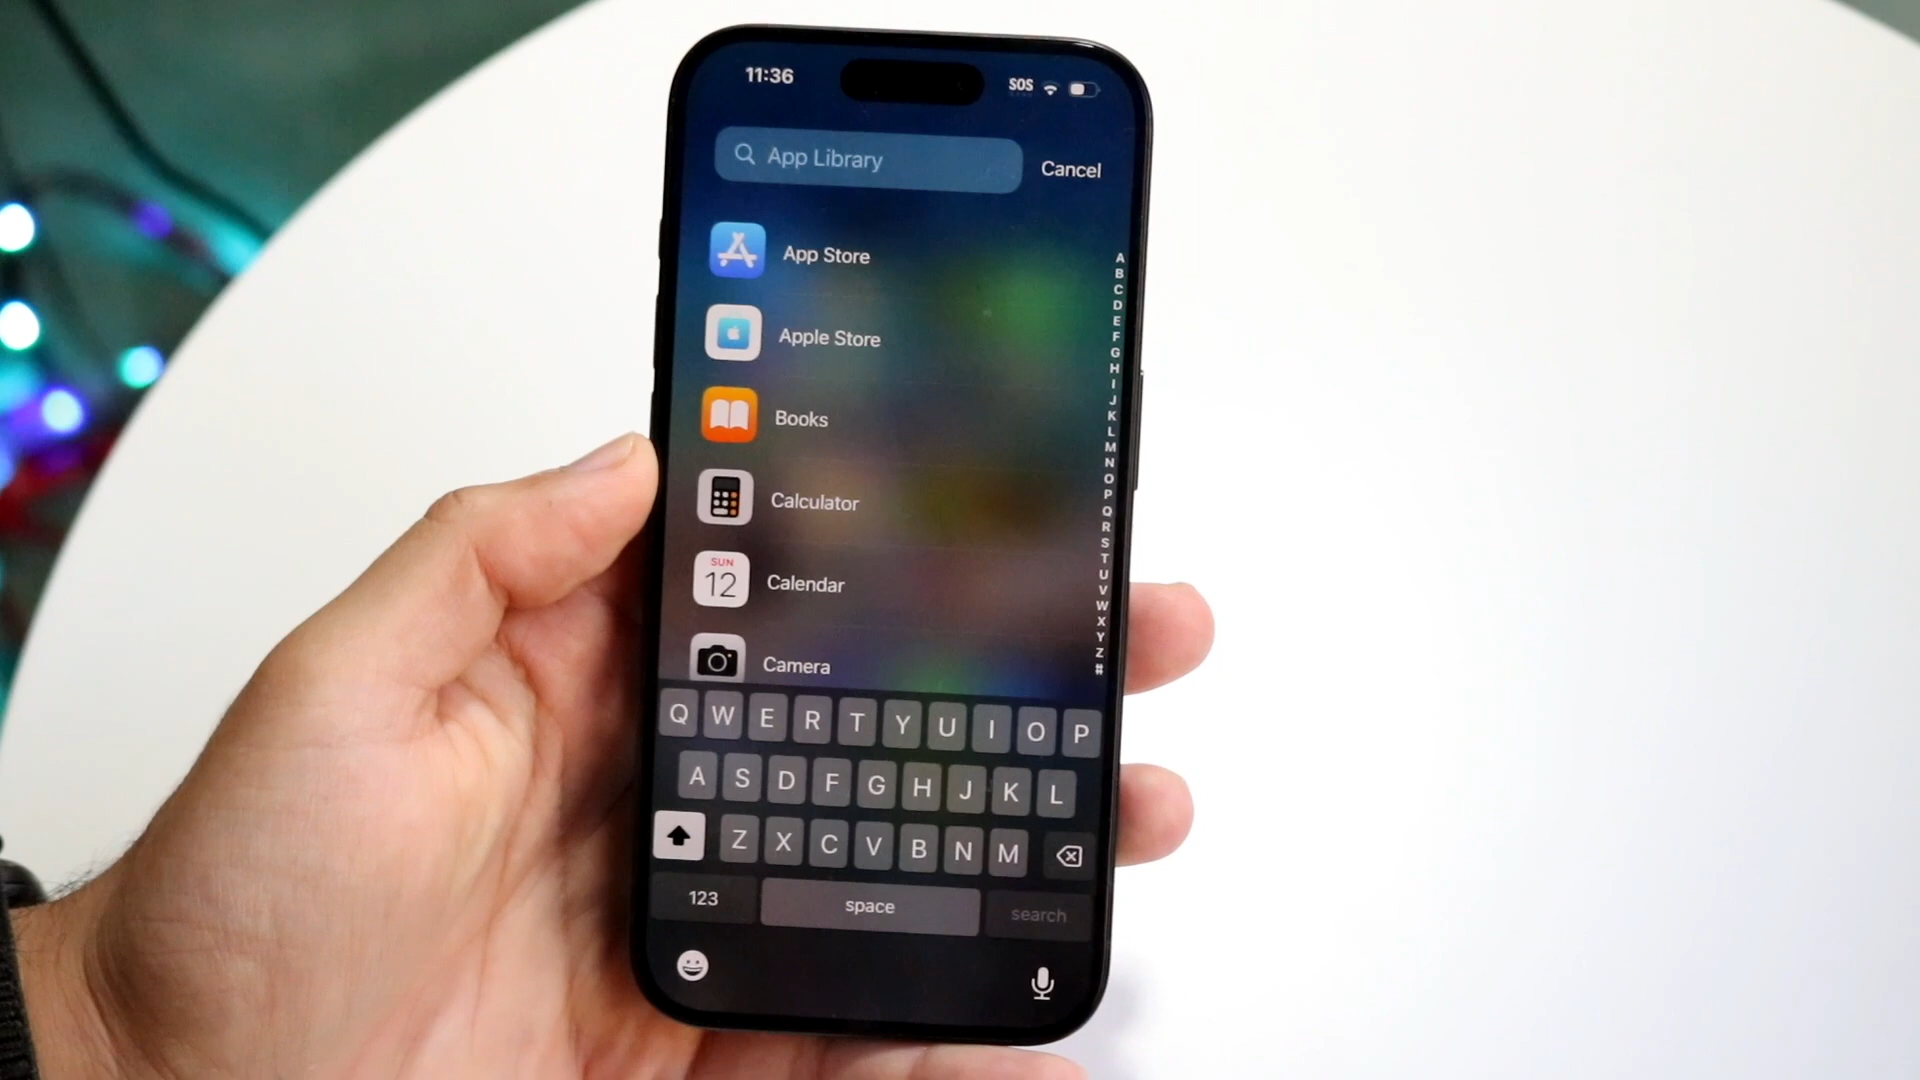 11:36 SOS
App Library Cancel
App Store
Apple Store
Books
Calculator
SUN
12
Calendar
Camera
A
B
C
D
E
F
G
H
I
J
K
L
M
N
O
P
Q
R
S
T
U
V
W
X
Y
Z
#
Q W E R T Y U I O P
A S D F G H J K L
Z X C V B N M
123 space search